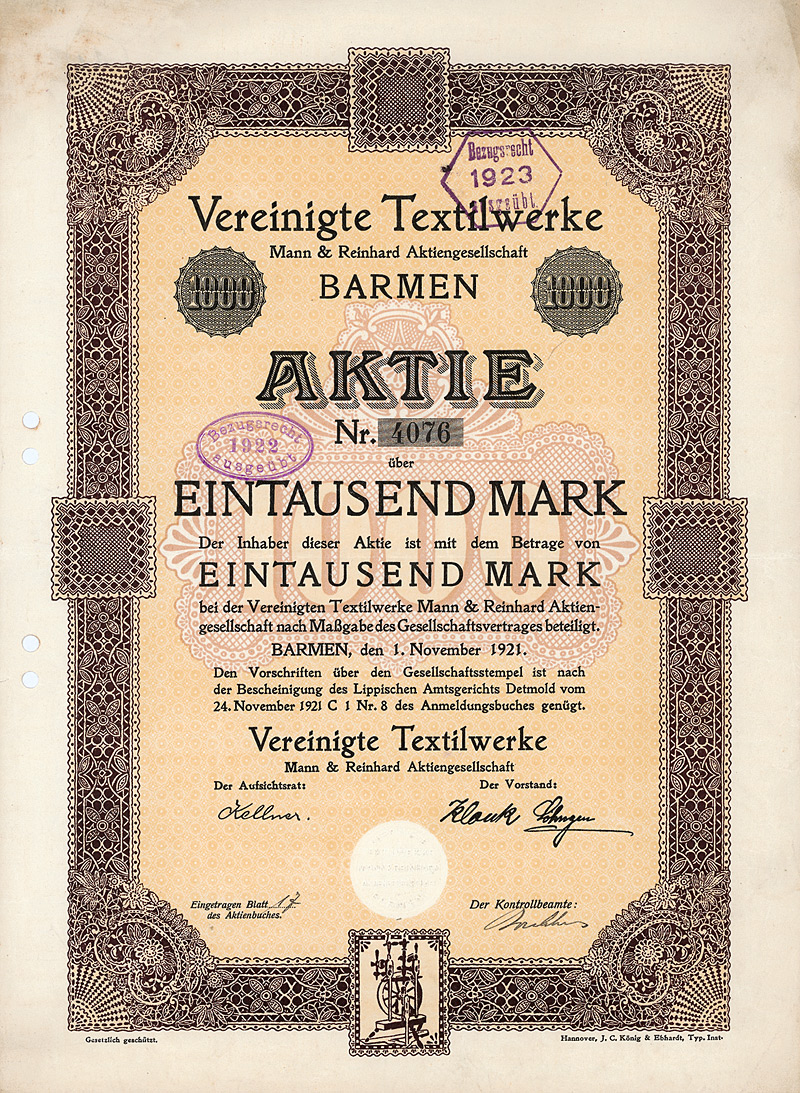 Bezugsrecht
1923
ausgeübt.
Vereinigte Textilwerke
Mann & Reinhard Aktiengesellschaft
BARMEN
1000 1000
AKTIE
Nr. 4076
Bezugsrecht
1922
ausgeübt
über
EINTAUSEND MARK
1000
Der Inhaber dieser Aktie ist mit dem Betrage von
EINTAUSEND MARK
bei der Vereinigten Textilwerke Mann & Reinhard Aktien-
gesellschaft nach Maßgabe des Gesellschaftsvertrages beteiligt.
BARMEN, den 1. November 1921.
Den Vorschriften über den Gesellschaftsstempel ist nach
der Bescheinigung des Lippischen Amtsgerichts Detmold vom
24. November 1921 C 1 Nr. 8 des Anmeldungsbuches genügt.
Vereinigte Textilwerke
Mann & Reinhard Aktiengesellschaft
Der Aufsichtsrat: Der Vorstand:
Kellner.
Eingetragen Blatt 17
des Aktienbuches.
Der Kontrollbeamte:
Gesetzlich geschützt.
Hannover, J. C. König & Ebhardt, Typ. Inst.